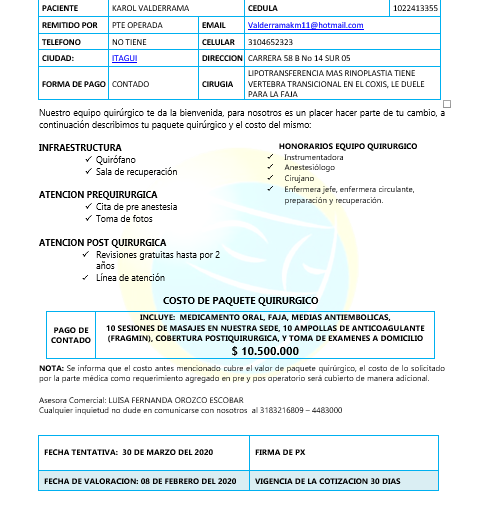 PACIENTE KAROL VALDERRAMA CEDULA 1022413355
REMITIDO POR PTE OPERADA EMAIL Valderramakm11@hotmail.com
TELEFONO NO TIENE CELULAR 3104652323
CIUDAD: ITAGUI DIRECCION CARRERA 58 B No 14 SUR 05
FORMA DE PAGO CONTADO CIRUGIA LIPOTRANSFERENCIA MAS RINOPLASTIA TIENE
VERTEBRA TRANSICIONAL EN EL COXIS, LE DUELE
PARA LA FAJA
Nuestro equipo quirúrgico te da la bienvenida, para nosotros es un placer hacer parte de tu cambio, a
continuación describimos tu paquete quirúrgico y el costo del mismo:
INFRAESTRUCTURA
✓ Quirófano
✓ Sala de recuperación
ATENCION PREQUIRURGICA
✓ Cita de pre anestesia
✓ Toma de fotos
ATENCION POST QUIRURGICA
✓ Revisiones gratuitas hasta por 2
años
✓ Línea de atención
HONORARIOS EQUIPO QUIRURGICO
✓ Instrumentadora
✓ Anestesiólogo
✓ Cirujano
✓ Enfermera jefe, enfermera circulante,
preparación y recuperación.
COSTO DE PAQUETE QUIRURGICO
PAGO DE
CONTADO
INCLUYE: MEDICAMENTO ORAL, FAJA, MEDIAS ANTIEMBOLICAS,
10 SESIONES DE MASAJES EN NUESTRA SEDE, 10 AMPOLLAS DE ANTICOAGULANTE
(FRAGMIN), COBERTURA POSTIQUIRURGICA, Y TOMA DE EXAMENES A DOMICILIO
$ 10.500.000
NOTA: Se informa que el costo antes mencionado cubre el valor de paquete quirúrgico, el costo de lo solicitado
por la parte médica como requerimiento agregado en pre y pos operatorio será cubierto de manera adicional.
Asesora Comercial: LUISA FERNANDA OROZCO ESCOBAR
Cualquier inquietud no dude en comunicarse con nosotros al 3183216809 – 4483000
FECHA TENTATIVA: 30 DE MARZO DEL 2020 FIRMA DE PX
FECHA DE VALORACION: 08 DE FEBRERO DEL 2020 VIGENCIA DE LA COTIZACION 30 DIAS